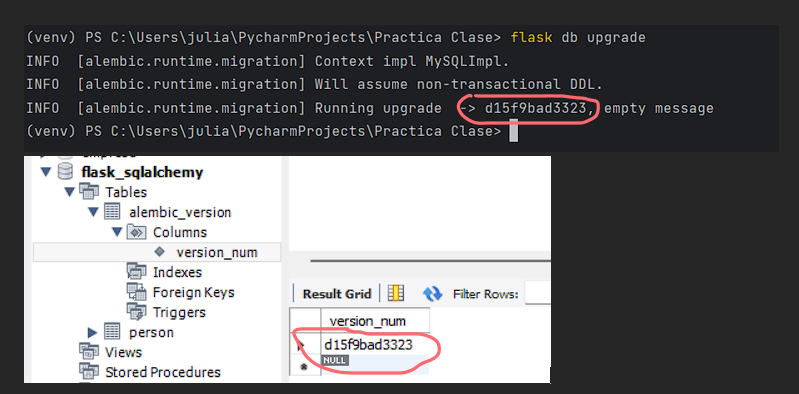 (venv) PS C:\Users\julia\PycharmProjects\Practica Clase> flask db upgrade
INFO  [alembic.runtime.migration] Context impl MySQLImpl.
INFO  [alembic.runtime.migration] Will assume non-transactional DDL.
INFO  [alembic.runtime.migration] Running upgrade  -> d15f9bad3323, empty message
(venv) PS C:\Users\julia\PycharmProjects\Practica Clase>
flask_sqlalchemy
Tables
alembic_version
Columns
version_num
Indexes
Foreign Keys
Triggers
person
Views
Stored Procedures
Result Grid
Filter Rows:
version_num
d15f9bad3323
NULL